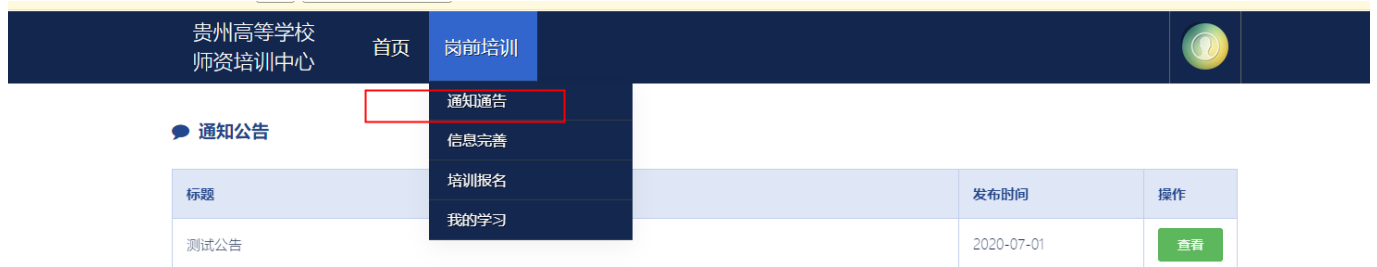 贵州高等学校
师资培训中心
首页
岗前培训
通知通告
信息完善
培训报名
我的学习
通知公告
标题
发布时间
操作
测试公告
2020-07-01
查看